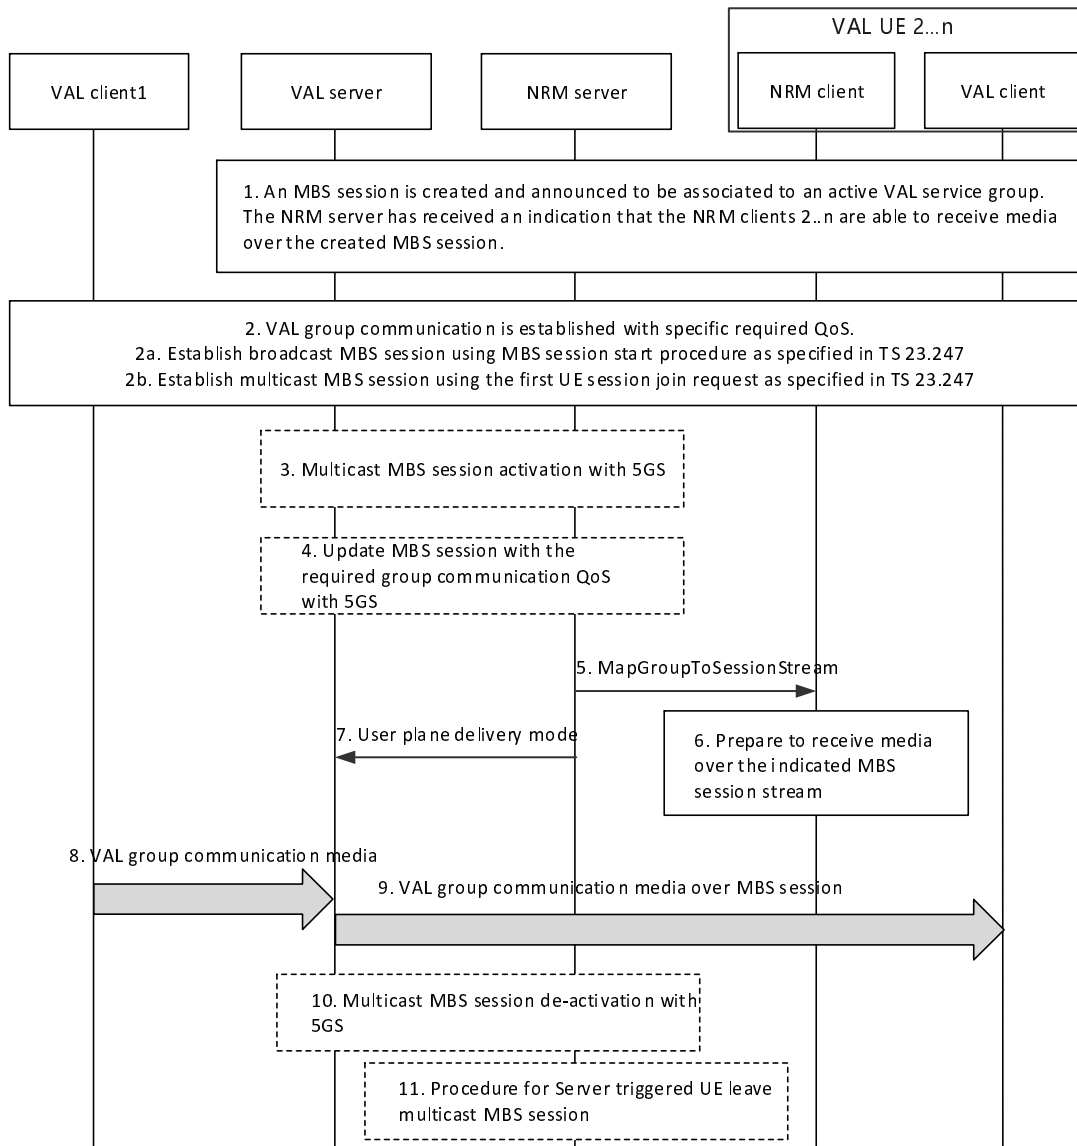 VAL UE 2...n
VAL client1
VAL server
NRM server
NRM client
VAL client
1. An MBS session is created and announced to be associated to an active VAL service group.
The NRM server has received an indication that the NRM clients 2..n are able to receive media
over the created MBS session.
2. VAL group communication is established with specific required QoS.
2a. Establish broadcast MBS session using MBS session start procedure as specified in TS 23.247
2b. Establish multicast MBS session using the first UE session join request as specified in TS 23.247
3. Multicast MBS session activation with 5GS
4. Update MBS session with the
required group communication QoS
with 5GS
5. MapGroupToSessionStream
7. User plane delivery mode
6. Prepare to receive media
over the indicated MBS
session stream
8. VAL group communication media
9. VAL group communication media over MBS session
10. Multicast MBS session de-activation with
5GS
11. Procedure for Server triggered UE leave
multicast MBS session